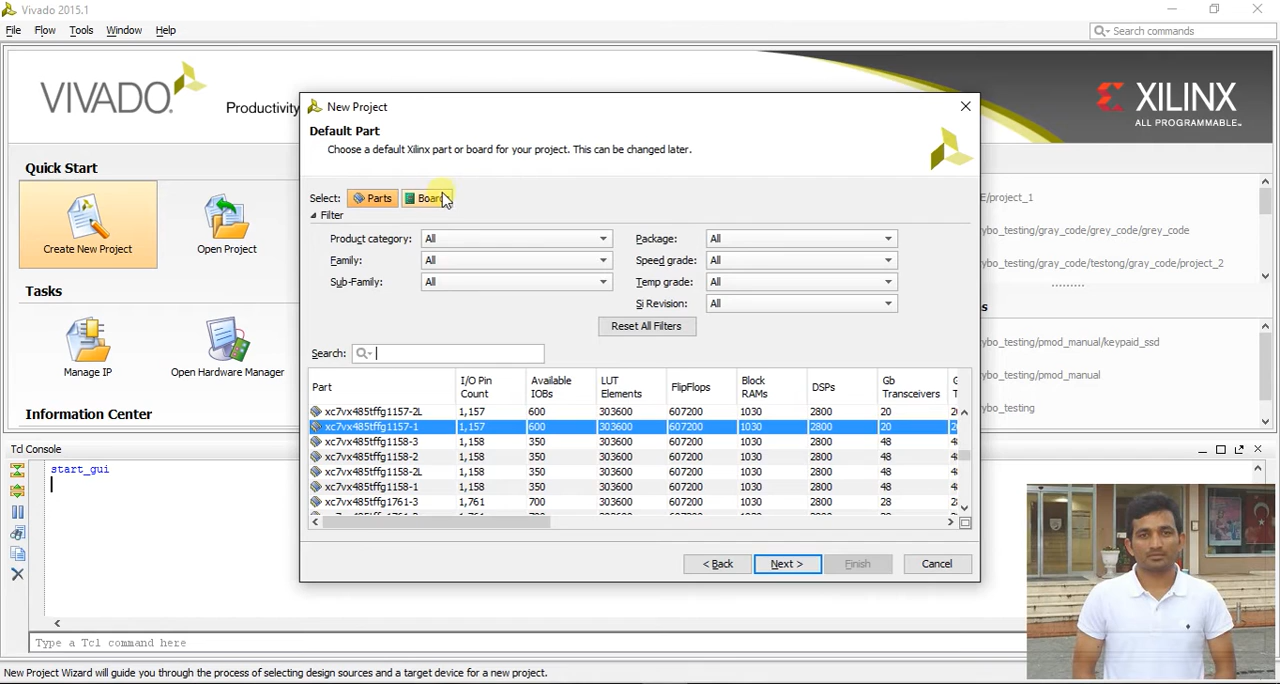 Vivado 2015.1
File Flow Tools Window Help
Search commands
VIVADO.
Productivity
XILINX
ALL PROGRAMMABLE.
Quick Start
Create New Project
Open Project
Tasks
Manage IP
Open Hardware Manager
Information Center
New Project
Default Part
Choose a default Xilinx part or board for your project. This can be changed later.
Select: Parts
Filter
Product category: All Package: All
Family: All Speed grade: All
Sub-Family: All Temp grade: All
Si Revision: All
Reset All Filters
Search:
Part I/O Pin Count Available IOBs LUT Elements FlipFlops Block RAMs DSPs Gb Transceivers
xc7vx485tffg1157-2L 1,157 600 303600 607200 1030 2800 20
xc7vx485tffg1157-1 1,157 600 303600 607200 1030 2800 20
xc7vx485tffg1158-3 1,158 350 303600 607200 1030 2800 48
xc7vx485tffg1158-2 1,158 350 303600 607200 1030 2800 48
xc7vx485tffg1158-2L 1,158 350 303600 607200 1030 2800 48
xc7vx485tffg1158-1 1,158 350 303600 607200 1030 2800 48
xc7vx485tffg1761-3 1,761 700 303600 607200 1030 2800 28
< Back Next > Finish Cancel
E/project_1
ybo_testing/gray_code/grey_code/grey_code
ybo_testing/gray_code/testong/gray_code/project_2
s
ybo_testing/pmod_manual/keypaid_ssd
ybo_testing/pmod_manual
ybo_testing
Tcl Console
start_gui
Type a Tcl command here
New Project Wizard will guide you through the process of selecting design sources and a target device for a new project.